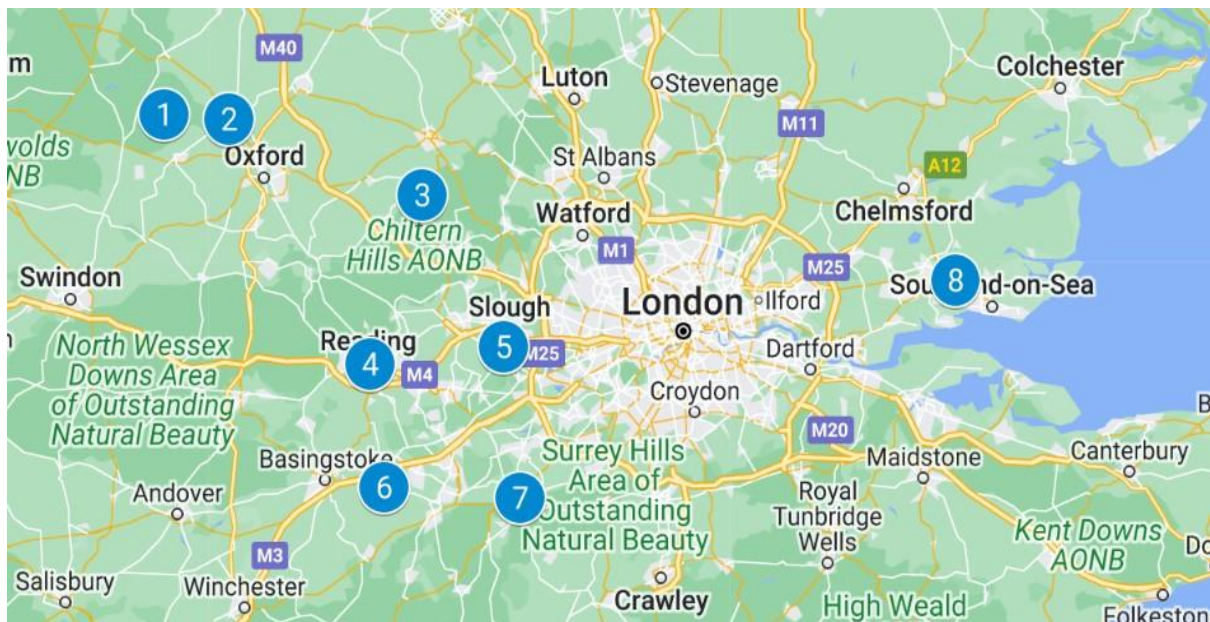 M40
m
Luton
Stevenage
Colchester
1
2
M11
wolds
NB
Oxford
St Albans
A12
3
Chelmsford
Chiltern
Hills AONB
Watford
M1
M25
Swindon
Slough
London
Ilford
8
Sou nd-on-Sea
North Wessex
Downs Area
of Outstanding
Natural Beauty
Reading
4
M4
5
M25
Dartford
Croydon
B
M20
Basingstoke
6
7
Surrey Hills
Area of
Outstanding
Natural Beauty
Maidstone
Canterbury
Andover
Royal
Tunbridge
Wells
Kent Downs
AONB
Do
M3
Salisbury
Winchester
Crawley
High Weald
Folkeston